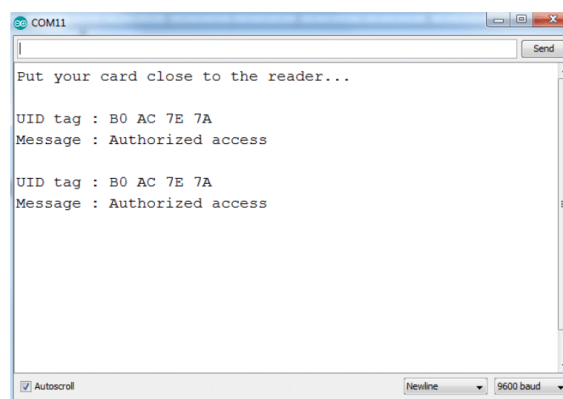 COM11
Send
Put your card close to the reader...
UID tag : B0 AC 7E 7A
Message : Authorized access
UID tag : B0 AC 7E 7A
Message : Authorized access
Autoscroll
Newline
9600 baud